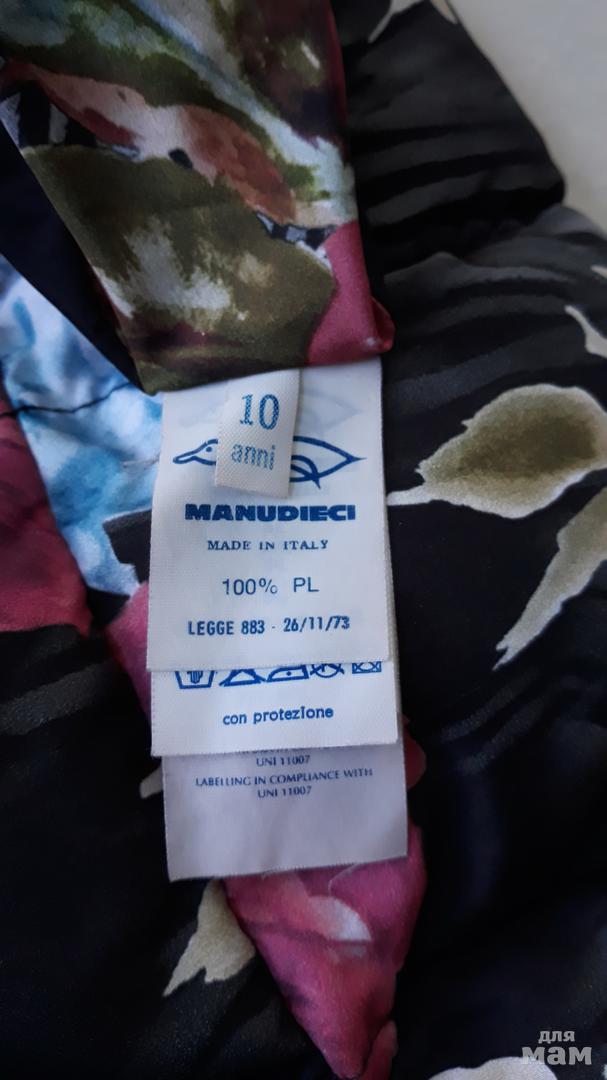 10
anni
MANUDIECI
MADE IN ITALY
100% PL
LEGGE 883 - 26/11/73
con protezione
UNI 11007
LABELLING IN COMPLIANCE WITH
UNI 11007
для
мам